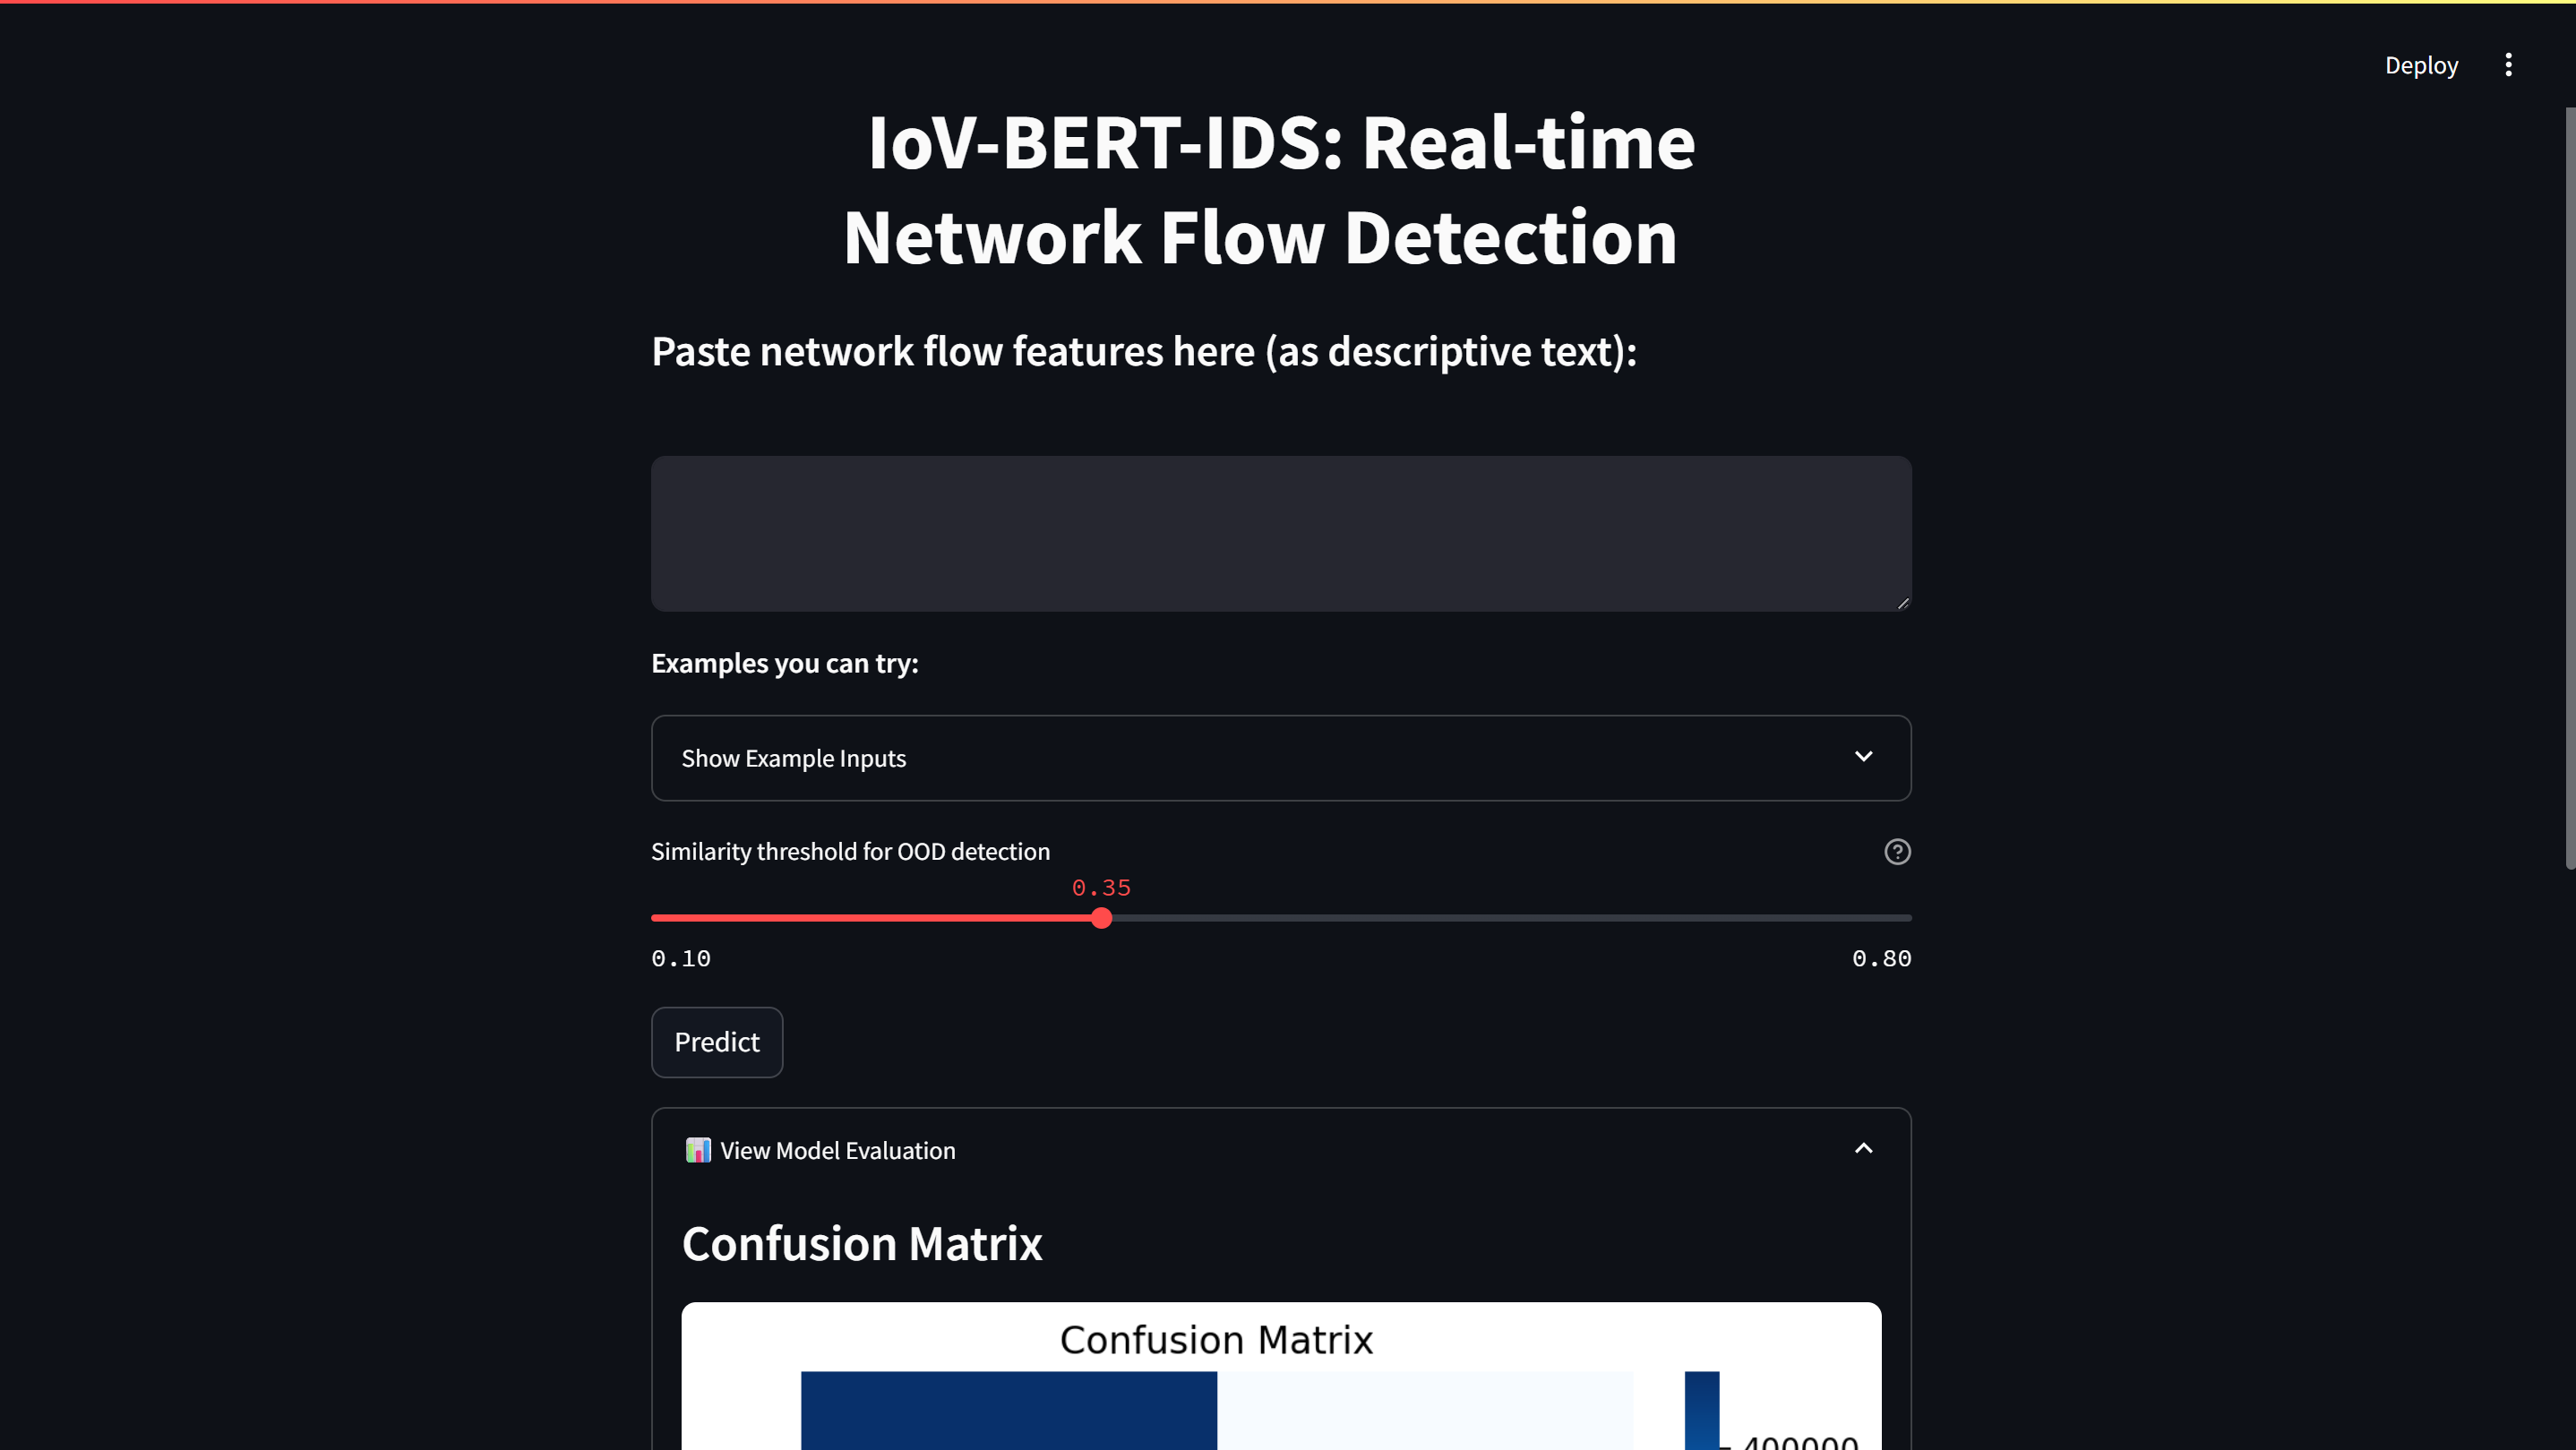 Deploy
IoV-BERT-IDS: Real-time
Network Flow Detection
Paste network flow features here (as descriptive text):
Examples you can try:
Show Example Inputs
Similarity threshold for OOD detection
0.35
0.10
0.80
Predict
View Model Evaluation
Confusion Matrix
Confusion Matrix
400000